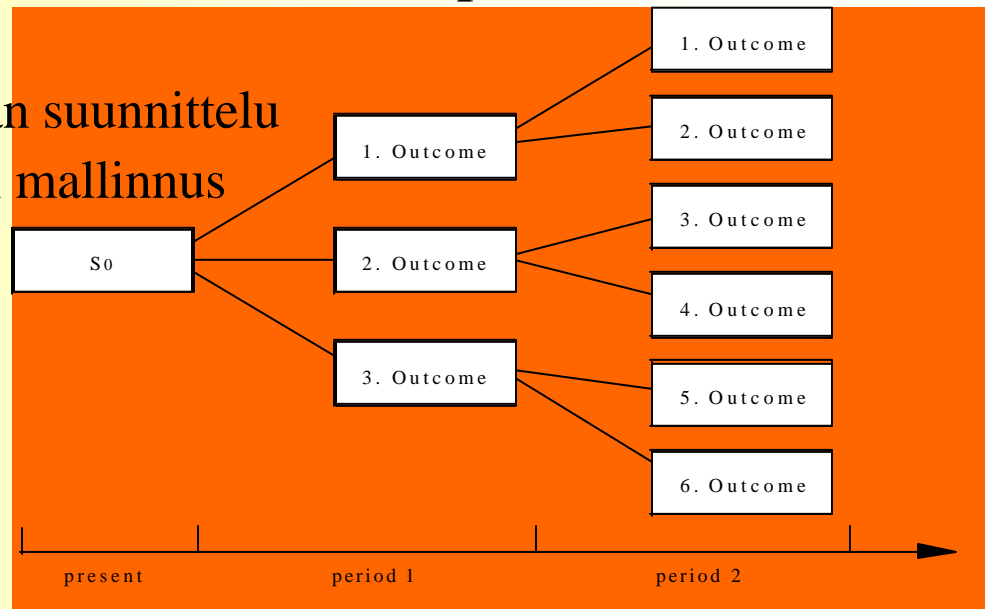 n suunnittelu
mallinnus
S0
1. Outcome
2. Outcome
3. Outcome
1. Outcome
2. Outcome
3. Outcome
4. Outcome
5. Outcome
6. Outcome
present
period 1
period 2